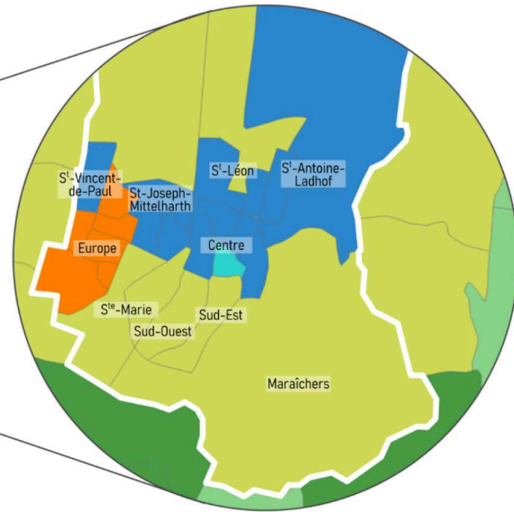 Sᵗ-Léon
Sᵗ-Antoine-
Ladhof
Sᵗ-Vincent-
de-Paul
St-Joseph-
Mittelharth
Europe
Centre
Sᵗᵉ-Marie
Sud-Est
Sud-Ouest
Maraîchers